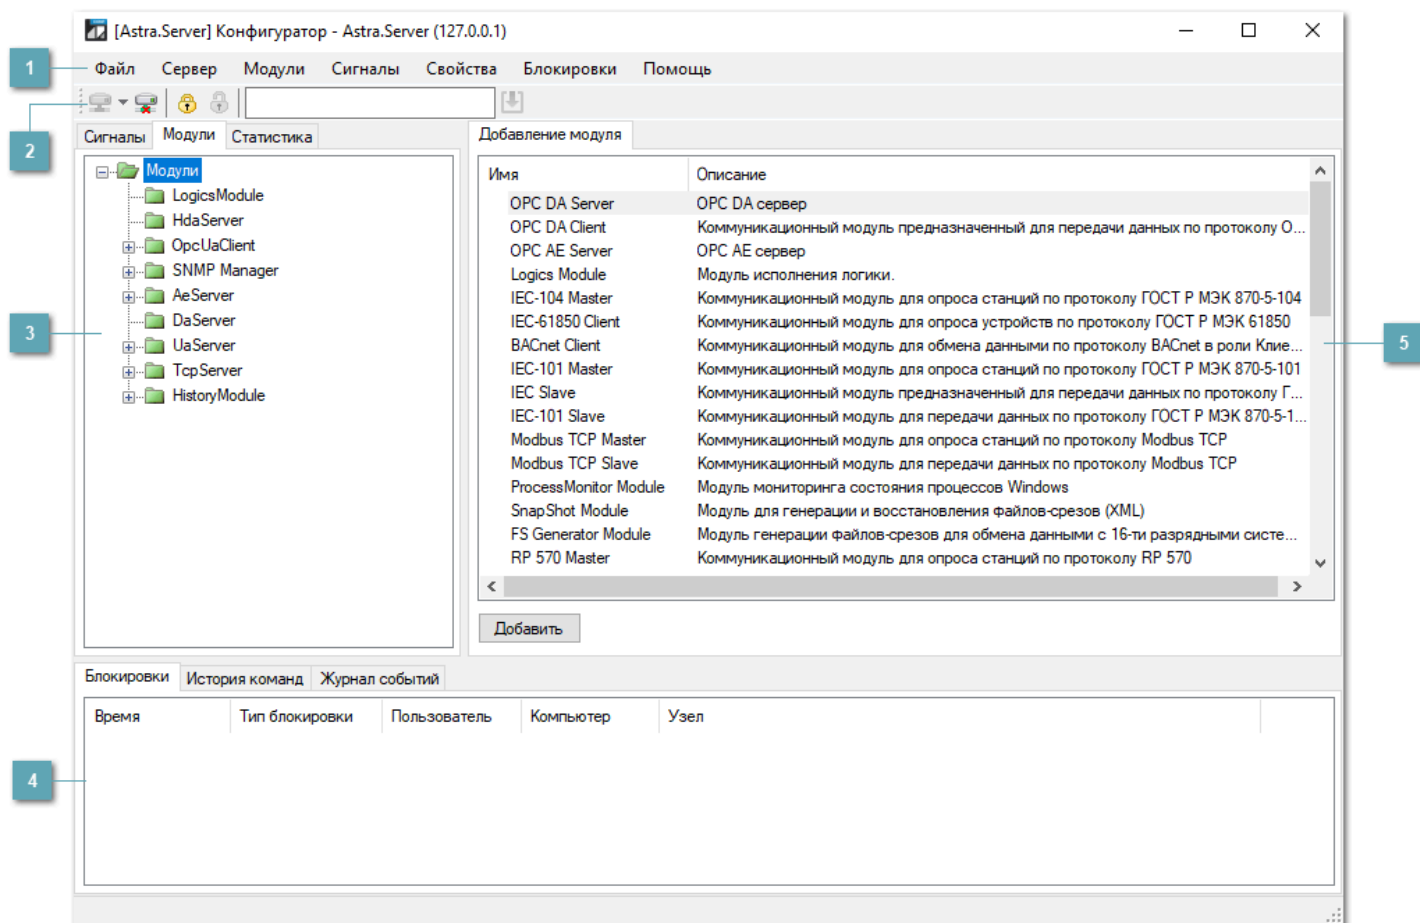 [Astra.Server] Конфигуратор - Astra.Server (127.0.0.1)
1
Файл Сервер Модули Сигналы Свойства Блокировки Помощь
2
Сигналы Модули Статистика
Модули
LogicsModule
HdaServer
OpcUaClient
SNMP Manager
AeServer
DaServer
UaServer
TcpServer
HistoryModule
3
Добавление модуля
Имя Описание
OPC DA Server OPC DA сервер
OPC DA Client Коммуникационный модуль предназначенный для передачи данных по протоколу O...
OPC AE Server OPC AE сервер
Logics Module Модуль исполнения логики.
IEC-104 Master Коммуникационный модуль для опроса станций по протоколу ГОСТ Р МЭК 870-5-104
IEC-61850 Client Коммуникационный модуль для опроса устройств по протоколу ГОСТ Р МЭК 61850
BACnet Client Коммуникационный модуль для обмена данными по протоколу BACnet в роли Клие...
IEC-101 Master Коммуникационный модуль для опроса станций по протоколу ГОСТ Р МЭК 870-5-101
IEC Slave Коммуникационный модуль предназначенный для передачи данных по протоколу Г...
IEC-101 Slave Коммуникационный модуль для передачи данных по протоколу ГОСТ Р МЭК 870-5-1...
Modbus TCP Master Коммуникационный модуль для опроса станций по протоколу Modbus TCP
Modbus TCP Slave Коммуникационный модуль для передачи данных по протоколу Modbus TCP
ProcessMonitor Module Модуль мониторинга состояния процессов Windows
SnapShot Module Модуль для генерации и восстановления файлов-срезов (XML)
FS Generator Module Модуль генерации файлов-срезов для обмена данными с 16-ти разрядными систе...
RP 570 Master Коммуникационный модуль для опроса станций по протоколу RP 570
5
Добавить
Блокировки История команд Журнал событий
Время Тип блокировки Пользователь Компьютер Узел
4